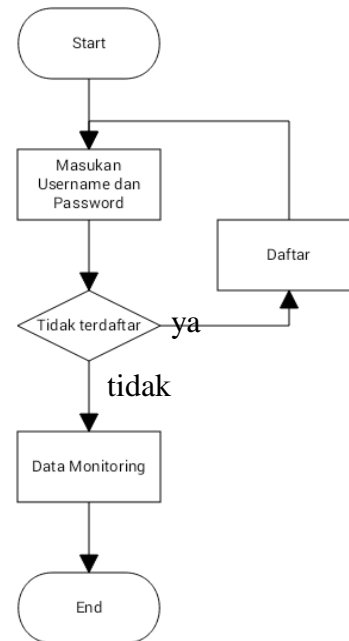 Start
Masukan
Username dan
Password
Daftar
Tidak terdaftar
ya
tidak
Data Monitoring
End